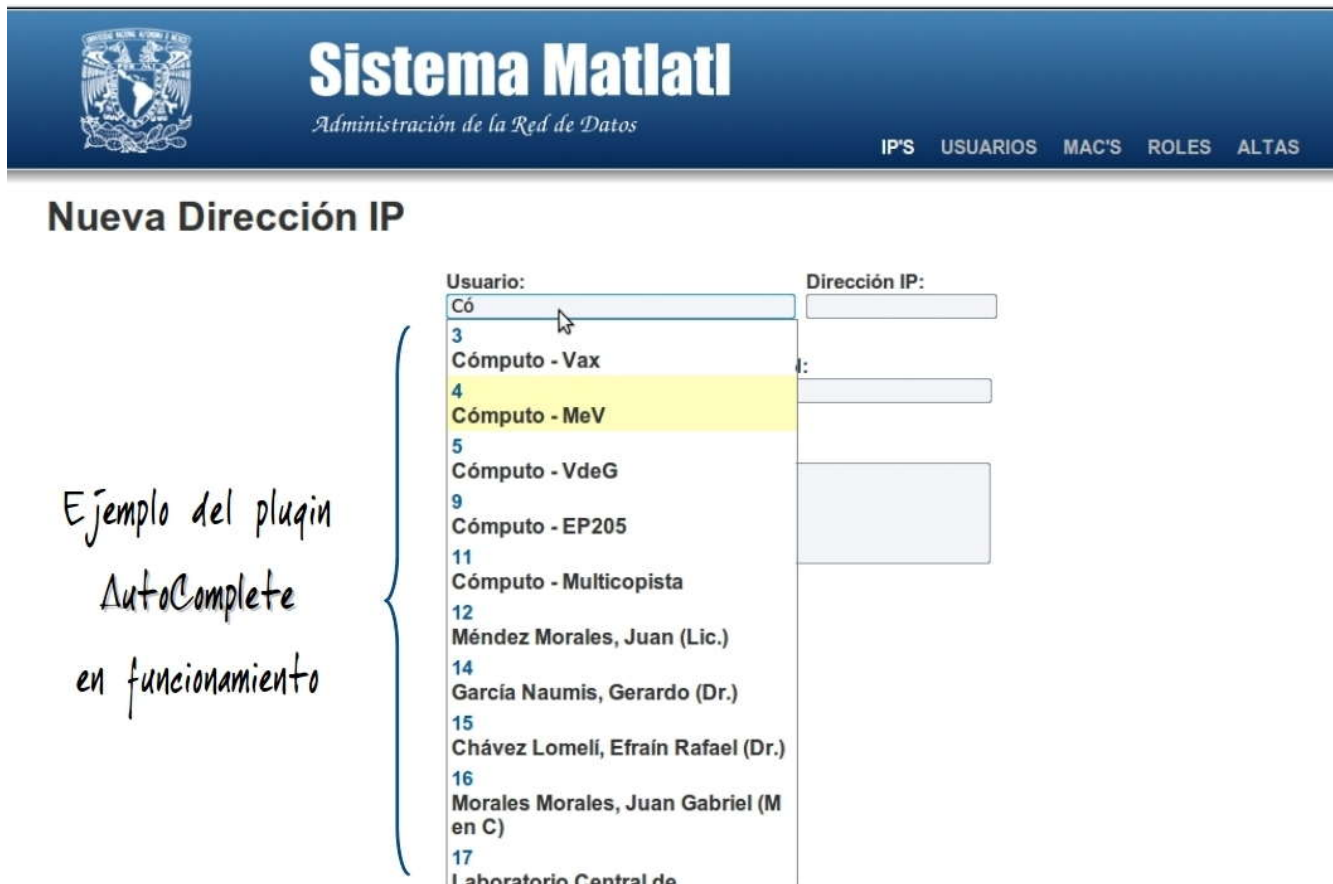 Sistema Matlatl
Administración de la Red de Datos
IP'S USUARIOS MAC'S ROLES ALTAS
Nueva Dirección IP
Usuario:
Dirección IP:
Có
3
Cómputo - Vax
4
Cómputo - MeV
5
Cómputo - VdeG
9
Cómputo - EP205
11
Cómputo - Multicopista
12
Méndez Morales, Juan (Lic.)
14
García Naumis, Gerardo (Dr.)
15
Chávez Lomelí, Efraín Rafael (Dr.)
16
Morales Morales, Juan Gabriel (M
en C)
17
Laboratorio Central de
Ejemplo del plugin
AutoComplete
en funcionamiento